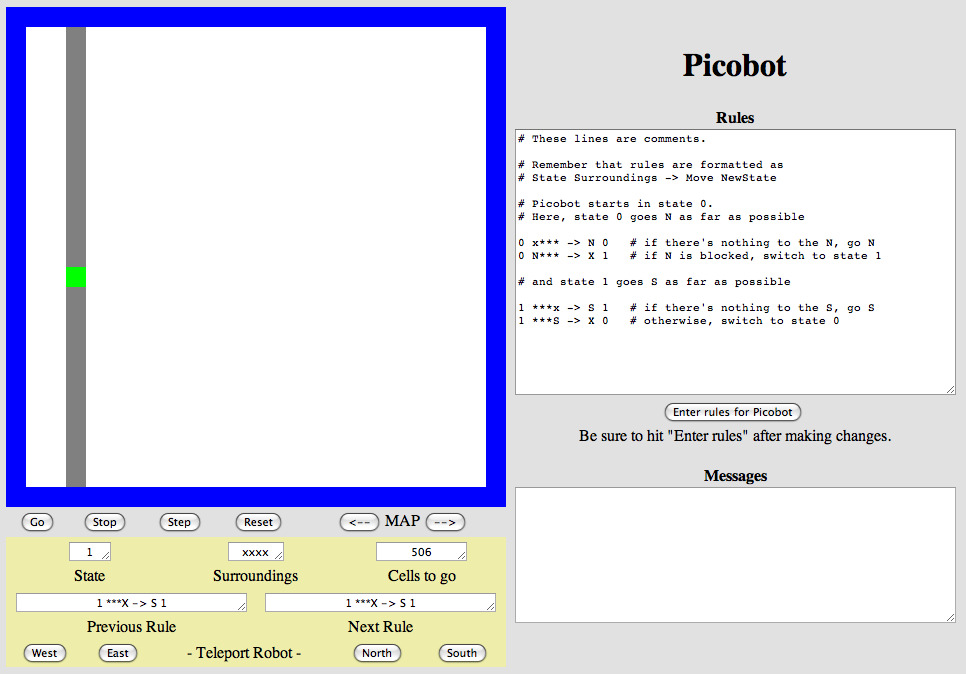 Picobot
Rules
# These lines are comments.
# Remember that rules are formatted as
# State Surroundings -> Move NewState
# Picobot starts in state 0.
# Here, state 0 goes N as far as possible
0 x*** -> N 0   # if there's nothing to the N, go N
0 N*** -> X 1   # if N is blocked, switch to state 1
# and state 1 goes S as far as possible
1 ***x -> S 1   # if there's nothing to the S, go S
1 ***S -> X 0   # otherwise, switch to state 0
Enter rules for Picobot
Be sure to hit "Enter rules" after making changes.
Messages
Go Stop Step Reset <-- MAP -->
1 xxxx 506
State Surroundings Cells to go
1 ***X -> S 1 1 ***X -> S 1
Previous Rule Next Rule
West East - Teleport Robot - North South